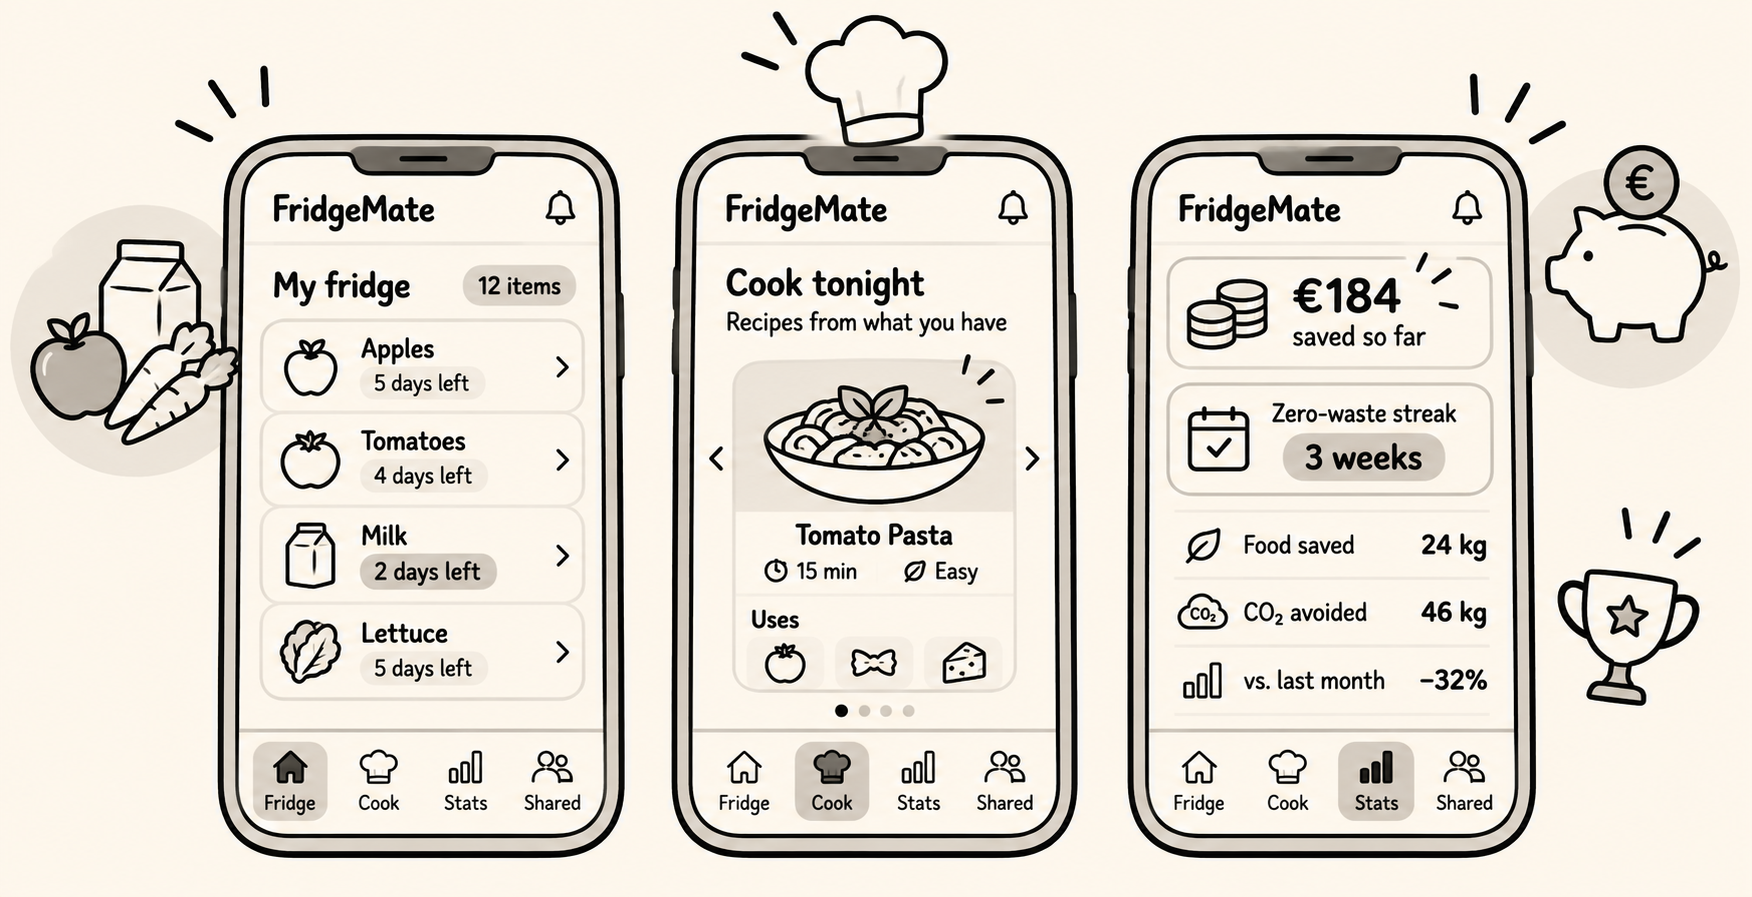 FridgeMate
My fridge
12 items
Apples
5 days left
Tomatoes
4 days left
Milk
2 days left
Lettuce
5 days left
Fridge
Cook
Stats
Shared
FridgeMate
Cook tonight
Recipes from what you have
Tomato Pasta
15 min
Easy
Uses
Fridge
Cook
Stats
Shared
FridgeMate
€184
saved so far
Zero-waste streak
3 weeks
Food saved
24 kg
CO₂
CO₂ avoided
46 kg
vs. last month
–32%
Fridge
Cook
Stats
Shared
€